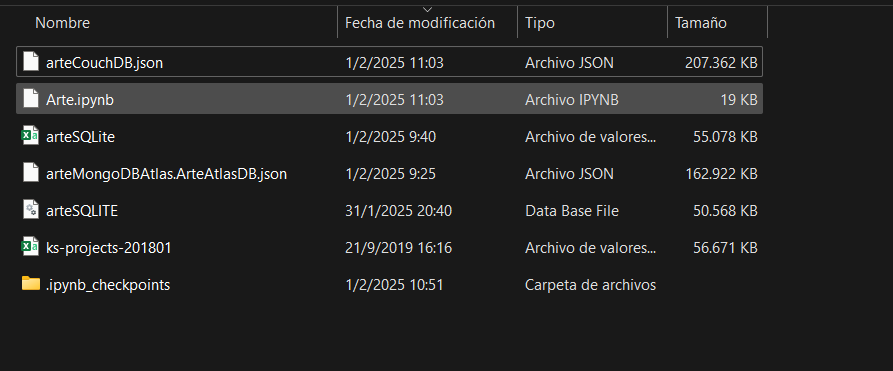 Nombre Fecha de modificación Tipo Tamaño
arteCouchDB.json 1/2/2025 11:03 Archivo JSON 207.362 KB
Arte.ipynb 1/2/2025 11:03 Archivo IPYNB 19 KB
arteSQLite 1/2/2025 9:40 Archivo de valores... 55.078 KB
arteMongoDBAtlas.ArteAtlasDB.json 1/2/2025 9:25 Archivo JSON 162.922 KB
arteSQLITE 31/1/2025 20:40 Data Base File 50.568 KB
ks-projects-201801 21/9/2019 16:16 Archivo de valores... 56.671 KB
.ipynb_checkpoints 1/2/2025 10:51 Carpeta de archivos